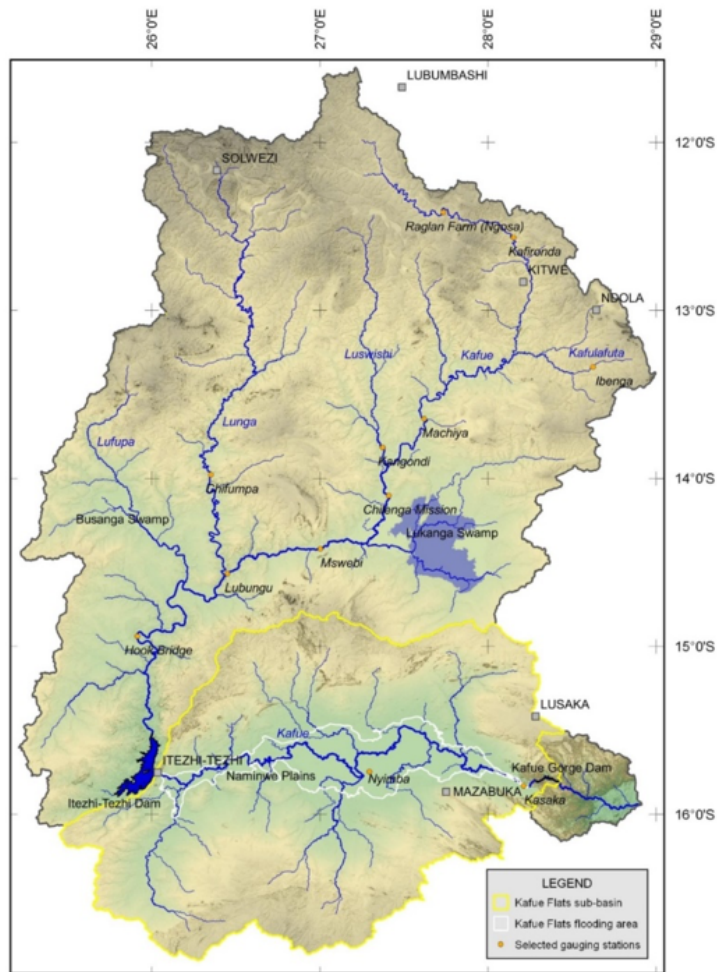 26°0'E
27°0'E
28°0'E
29°0'E
LUBUMBASHI
12°0'S
SOLWEZI
Raglan Farm (Ngosa)
Kafironda
KITWE
NDOLA
13°0'S
Luswishi
Kafue
Kafulafuta
Ibenga
Lunga
Lufupa
Machiya
Kangondi
14°0'S
Chifumpa
Chilenga Mission
Busanga Swamp
Lukanga Swamp
Mswebi
Lubungu
Hook Bridge
15°0'S
LUSAKA
Kafue
ITEZHI-TEZHI
Kafue Gorge Dam
Naminwe Plains
Nyimba
Itezhi-Tezhi Dam
MAZABUKA
Kasaka
16°0'S
LEGEND
Kafue Flats sub-basin
Kafue Flats flooding area
Selected gauging stations